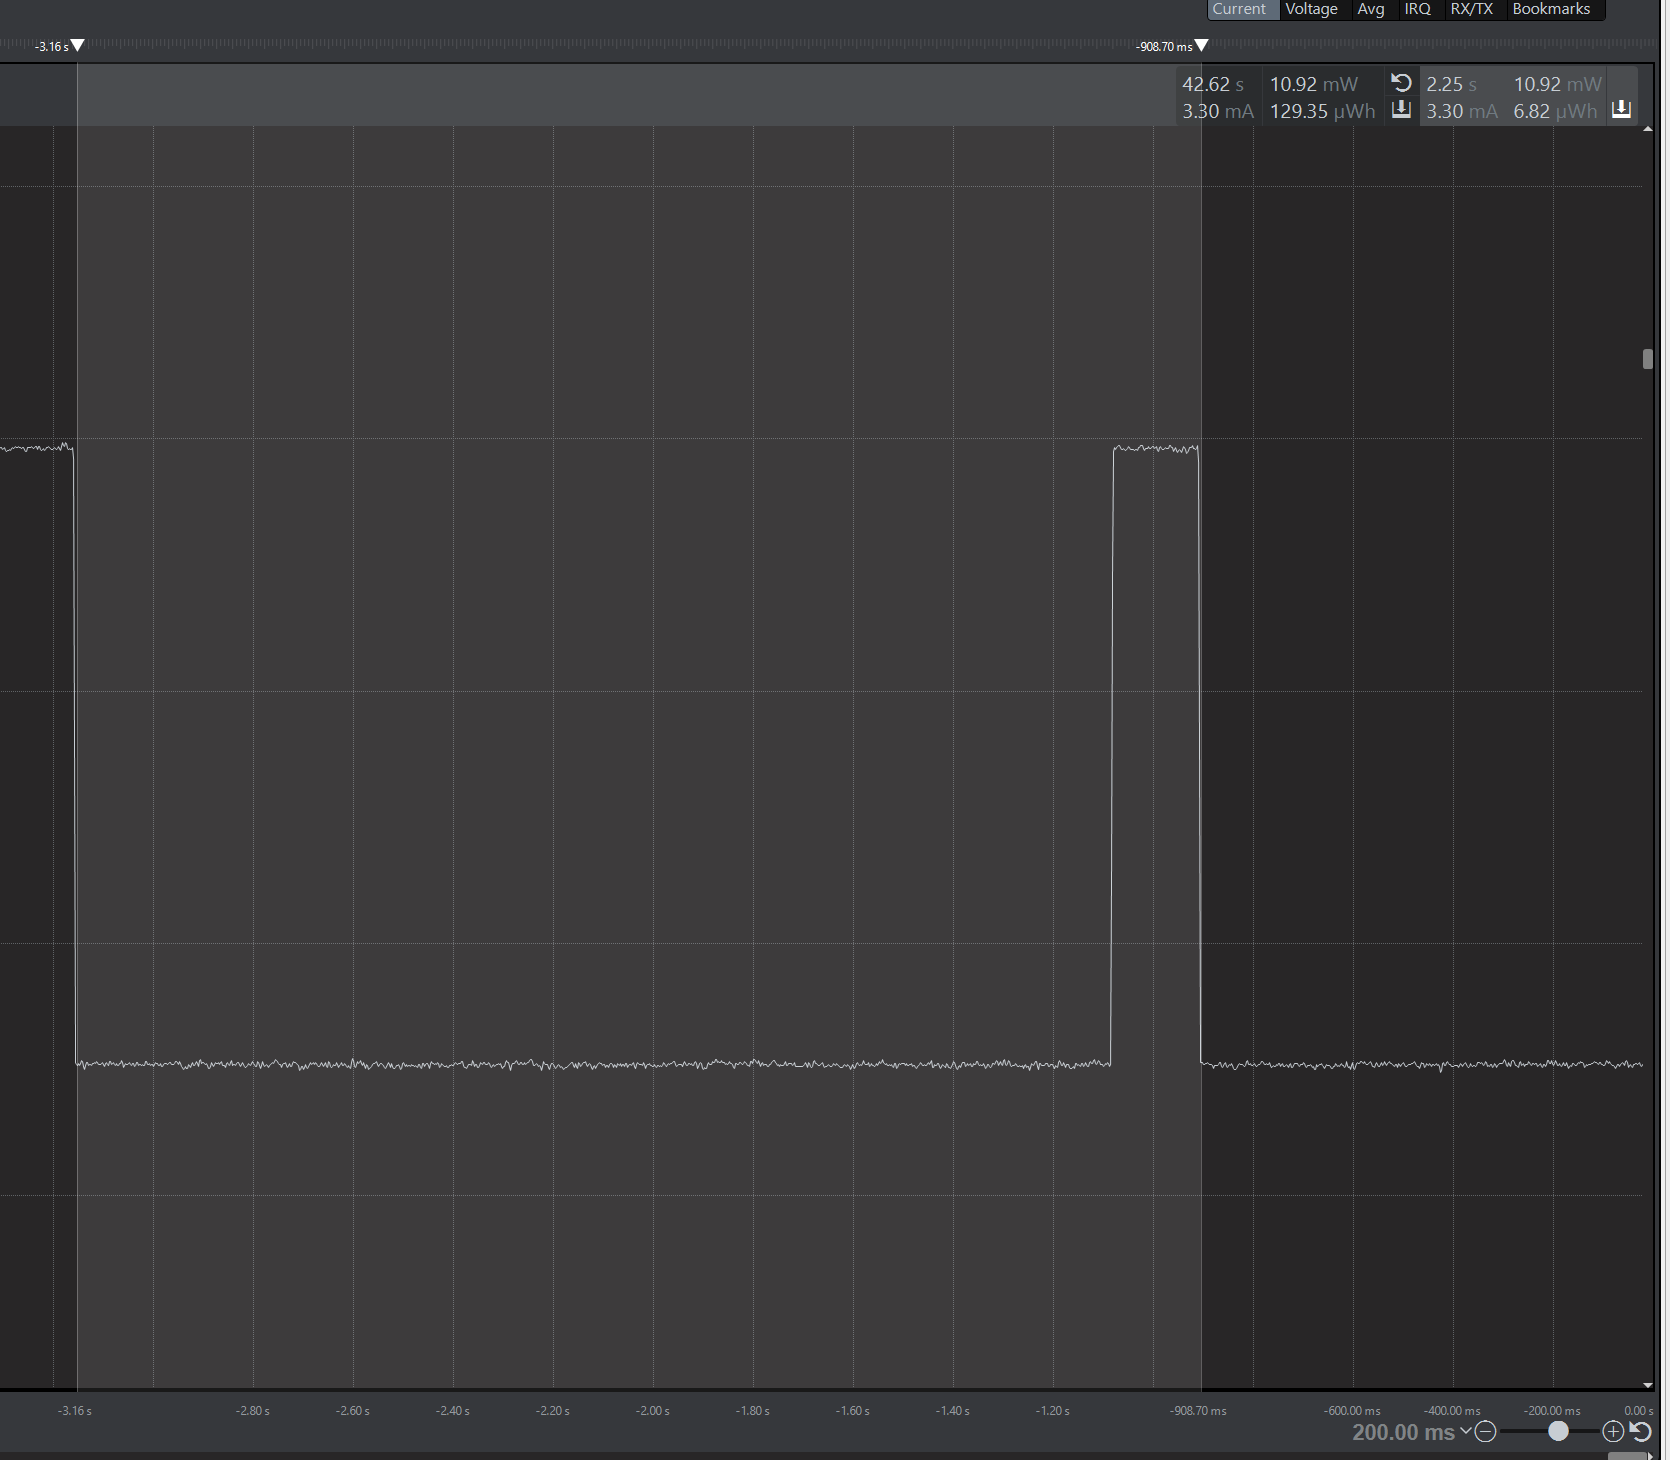 Current Voltage Avg IRQ RX/TX Bookmarks
-3.16 s -908.70 ms
42.62 s 10.92 mW 2.25 s 10.92 mW
3.30 mA 129.35 µWh 3.30 mA 6.82 µWh
-3.16 s -2.80 s -2.60 s -2.40 s -2.20 s -2.00 s -1.80 s -1.60 s -1.40 s -1.20 s -908.70 ms -600.00 ms -400.00 ms -200.00 ms 0.00 s
200.00 ms